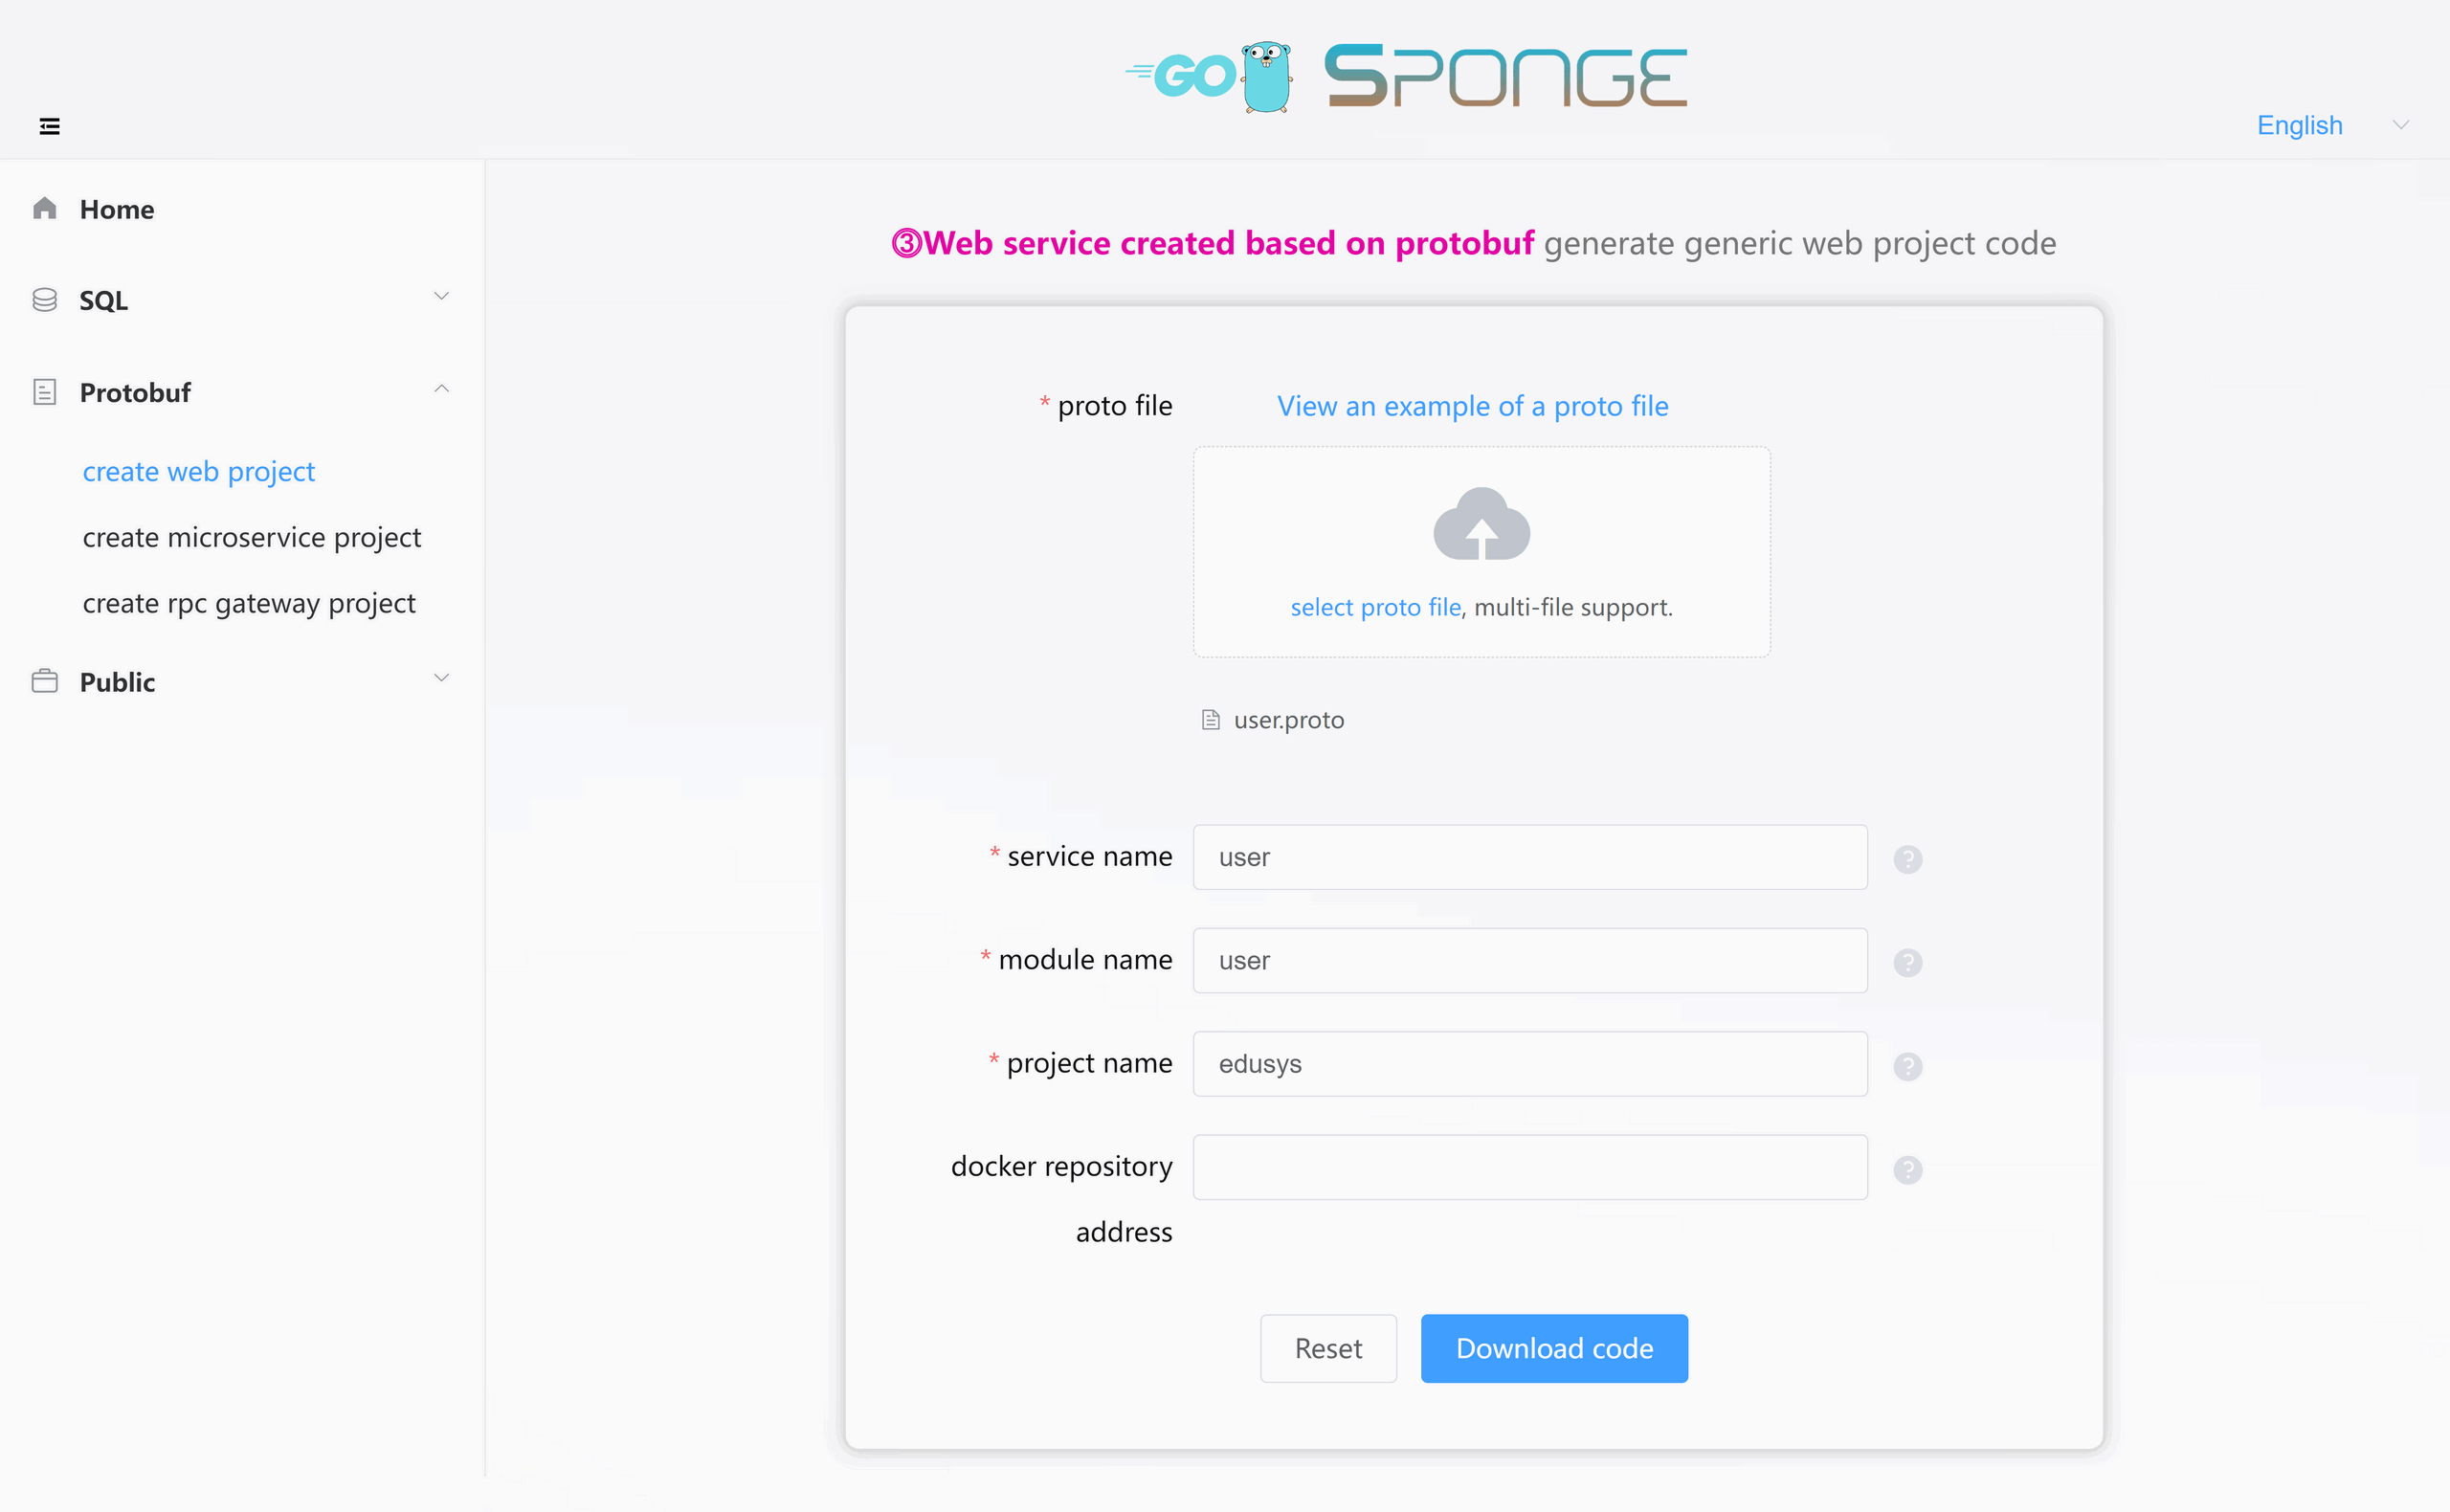 GO SPONGE
English
Home
SQL
Protobuf
create web project
create microservice project
create rpc gateway project
Public
③Web service created based on protobuf generate generic web project code
* proto file View an example of a proto file
select proto file, multi-file support.
user.proto
* service name user ?
* module name user ?
* project name edusys ?
docker repository ?
address
Reset Download code